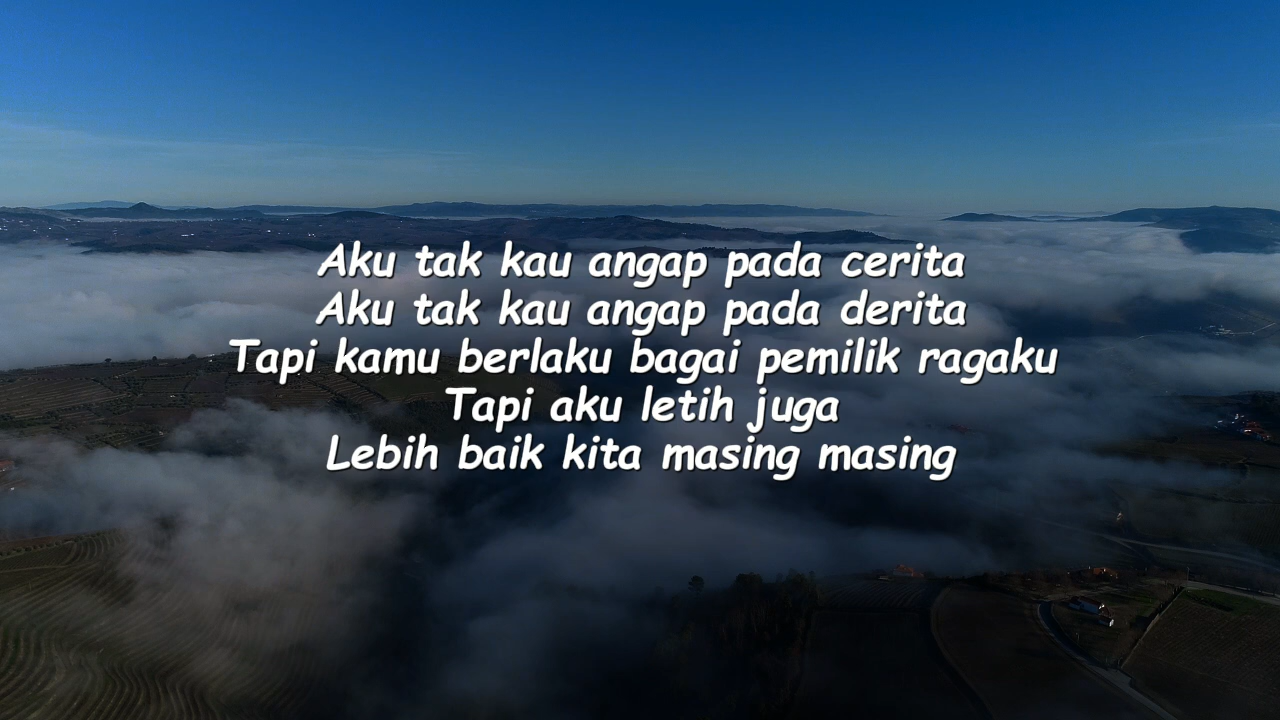 Aku tak kau angap pada cerita
Aku tak kau angap pada derita
Tapi kamu berlaku bagai pemilik ragaku
Tapi aku letih juga
Lebih baik kita masing masing